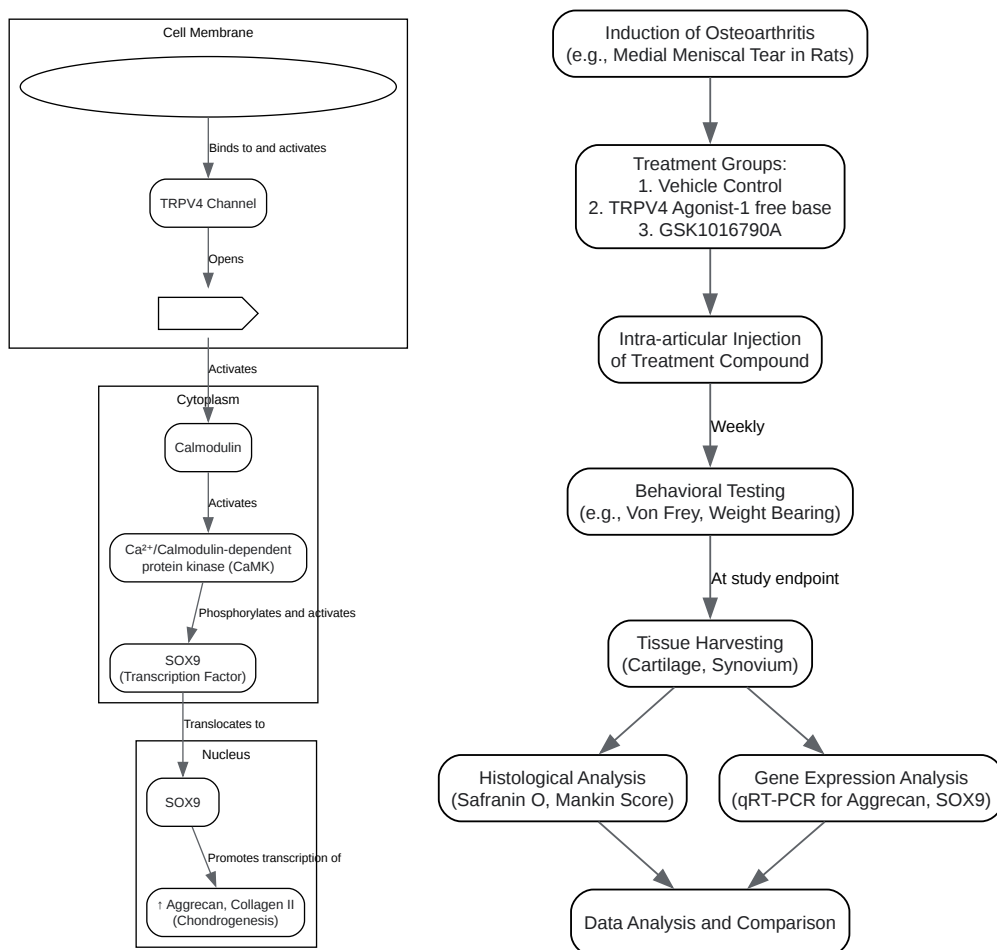 Cell Membrane
Binds to and activates
TRPV4 Channel
Opens
Activates
Cytoplasm
Calmodulin
Activates
Ca²⁺/Calmodulin-dependent
protein kinase (CaMK)
Phosphorylates and activates
SOX9
(Transcription Factor)
Translocates to
Nucleus
SOX9
Promotes transcription of
↑ Aggrecan, Collagen II
(Chondrogenesis)
Induction of Osteoarthritis
(e.g., Medial Meniscal Tear in Rats)
Treatment Groups:
1. Vehicle Control
2. TRPV4 Agonist-1 free base
3. GSK1016790A
Intra-articular Injection
of Treatment Compound
Weekly
Behavioral Testing
(e.g., Von Frey, Weight Bearing)
At study endpoint
Tissue Harvesting
(Cartilage, Synovium)
Histological Analysis
(Safranin O, Mankin Score)
Gene Expression Analysis
(qRT-PCR for Aggrecan, SOX9)
Data Analysis and Comparison